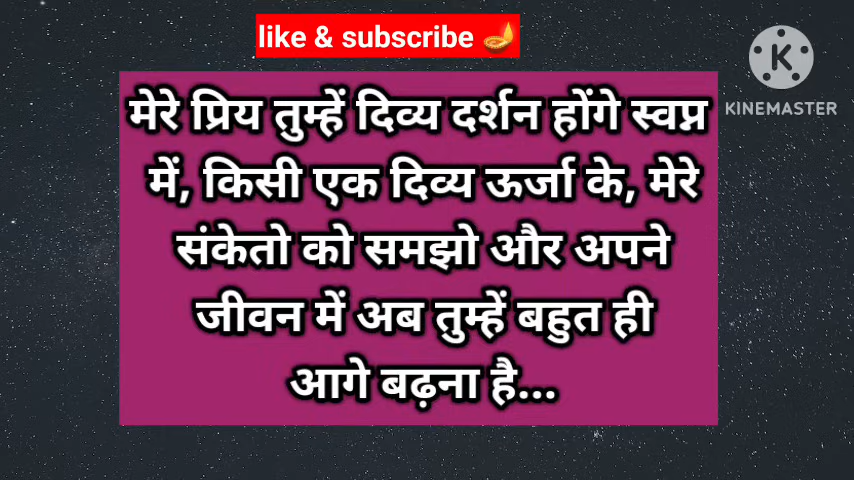 like & subscribe 🪔
K
KINEMASTER
मेरे प्रिय तुम्हें दिव्य दर्शन होंगे स्वप्न
में, किसी एक दिव्य ऊर्जा के, मेरे
संकेतो को समझो और अपने
जीवन में अब तुम्हें बहुत ही
आगे बढ़ना है...